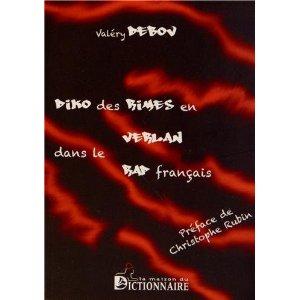 Valéry DEBOV
DIKO des RIMES en
VERLAN
dans le
RAP français
Préface de
Christophe Rubin
la maison du
DICTIONNAIRE